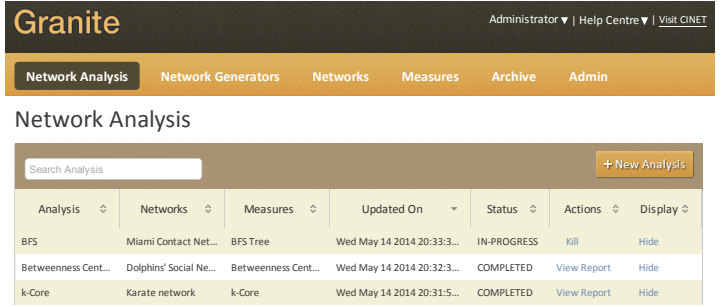 Granite
Administrator ▼ | Help Centre ▼ | Visit CINET
Network Analysis Network Generators Networks Measures Archive Admin
Network Analysis
Search Analysis
+ New Analysis
Analysis Networks Measures Updated On Status Actions Display
BFS Miami Contact Net... BFS Tree Wed May 14 2014 20:33:3... IN-PROGRESS Kill Hide
Betweenness Cent... Dolphins' Social Ne... Betweenness Cent... Wed May 14 2014 20:32:3... COMPLETED View Report Hide
k-Core Karate network k-Core Wed May 14 2014 20:31:5... COMPLETED View Report Hide